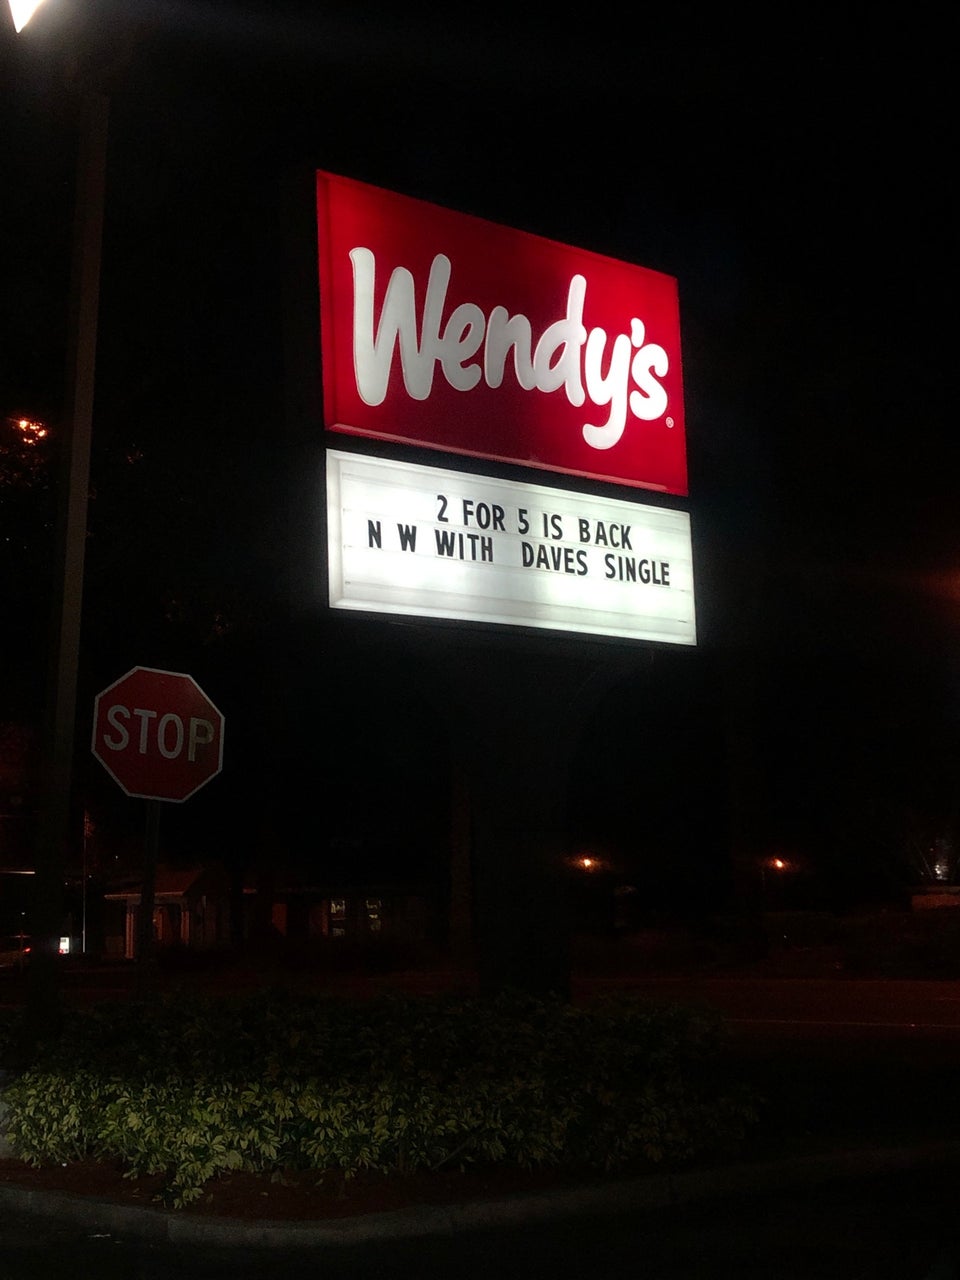 Wendy's®
2 FOR 5 IS BACK
N W WITH DAVES SINGLE
STOP